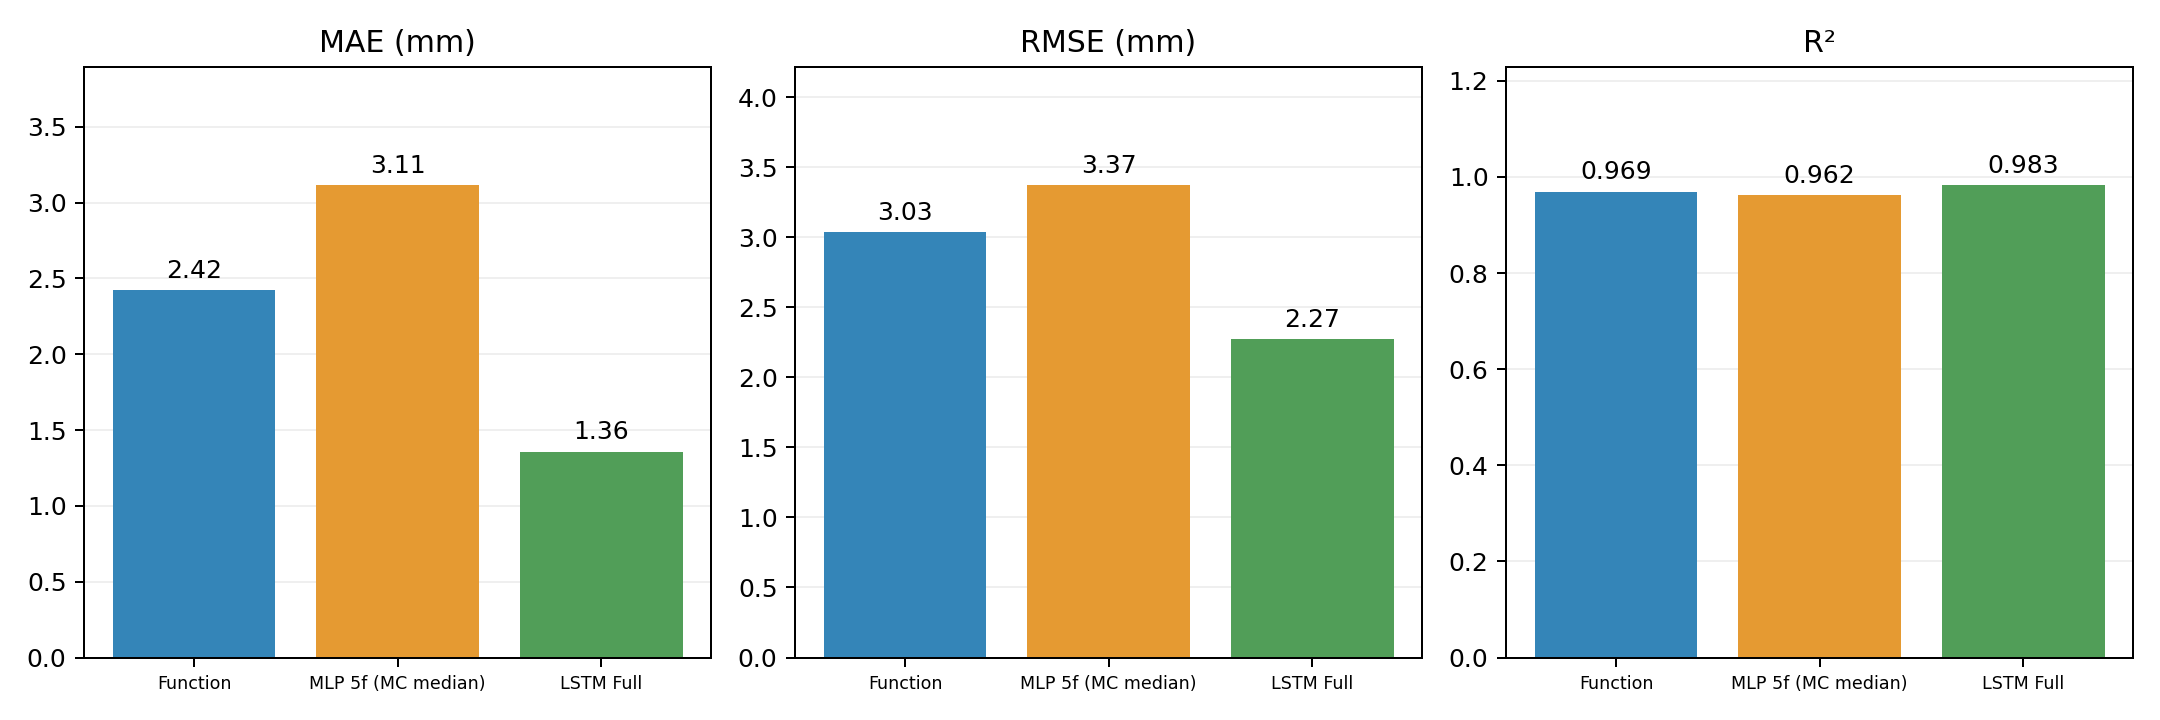 MAE (mm)
3.5
3.0
2.5
2.0
1.5
1.0
0.5
0.0
2.42
3.11
1.36
Function
MLP 5f (MC median)
LSTM Full
RMSE (mm)
4.0
3.5
3.0
2.5
2.0
1.5
1.0
0.5
0.0
3.03
3.37
2.27
Function
MLP 5f (MC median)
LSTM Full
R²
1.2
1.0
0.8
0.6
0.4
0.2
0.0
0.969
0.962
0.983
Function
MLP 5f (MC median)
LSTM Full